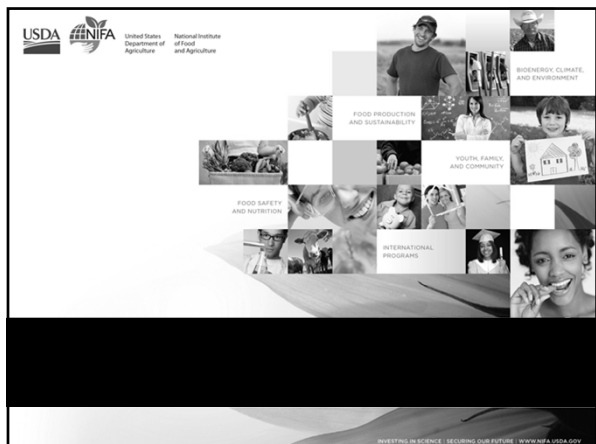 USDA
NIFA
United States
Department of
Agriculture
National Institute
of Food
and Agriculture
BIOENERGY, CLIMATE,
AND ENVIRONMENT
FOOD PRODUCTION
AND SUSTAINABILITY
YOUTH, FAMILY,
AND COMMUNITY
FOOD SAFETY
AND NUTRITION
INTERNATIONAL
PROGRAMS
INVESTING IN SCIENCE | SECURING OUR FUTURE | WWW.NIFA.USDA.GOV